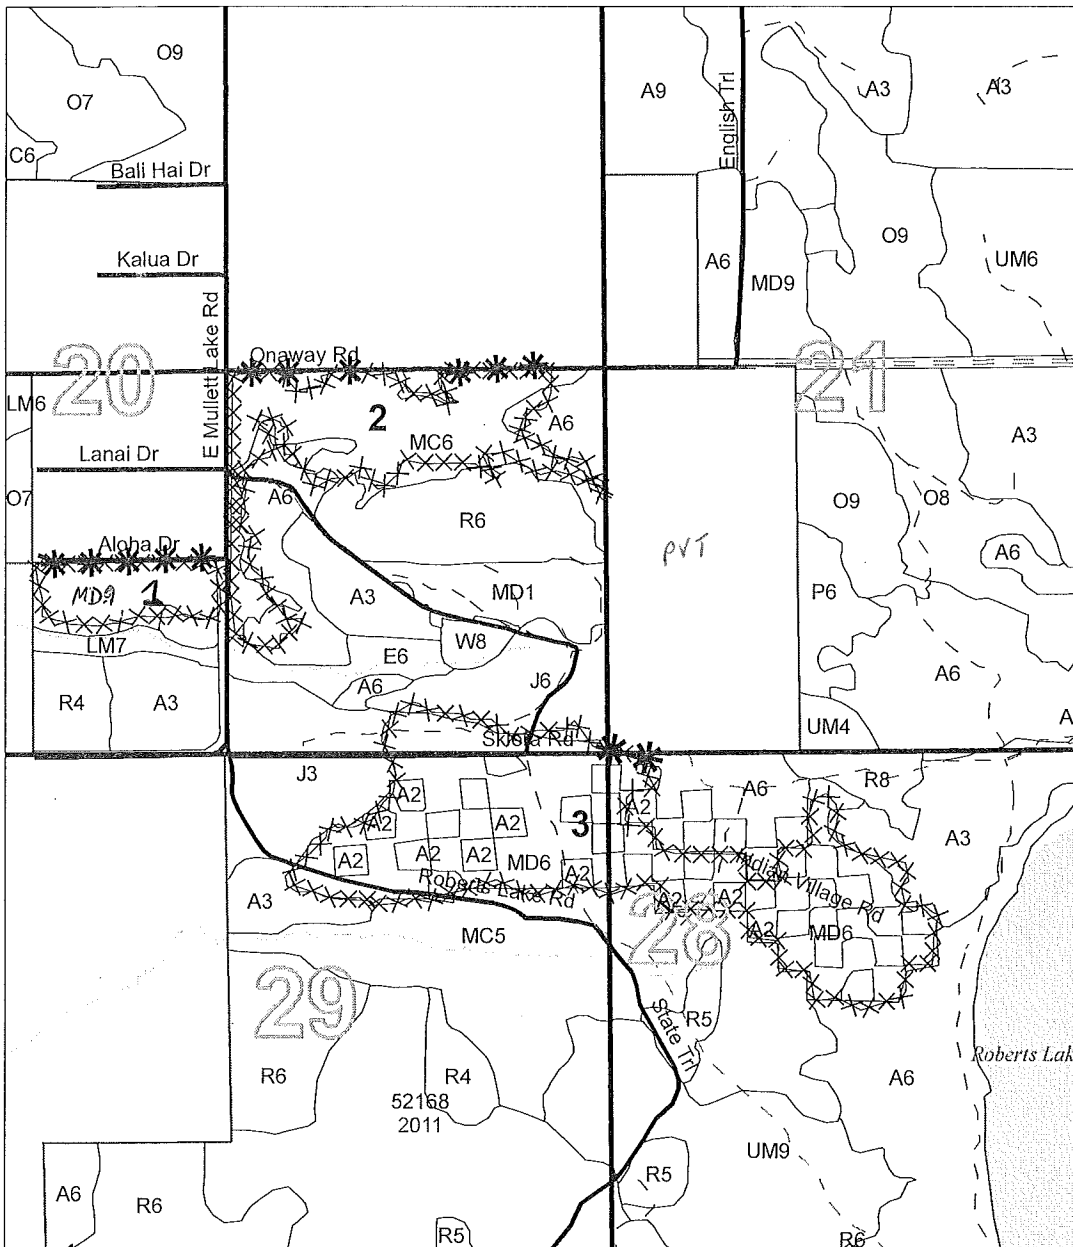 O9
A9
English Trl
A3
A3
O7
C6
Bali Hai Dr
Kalua Dr
A6
MD9
O9
UM6
E Mullett Lake Rd
20
Onaway Rd
21
LM6
2
MC6
A6
A3
Lanai Dr
O7
A6
R6
O9
O8
PVT
Aloha Dr
A6
MD9
1
A3
MD1
P6
LM7
W8
E6
A6
R4
A3
A6
J6
UM4
A
Skiora Rd
J3
A6
R8
A2
A2
A2
A2
3
A3
A2
A2
A2
MD6
A2
Indian Village Rd
Roberts Lake Rd
A3
A2
A2
A2
MD6
MC5
28
29
State Trl
R5
Roberts Lak
R6
R4
A6
52168
2011
UM9
R5
A6
R6
R5
R6